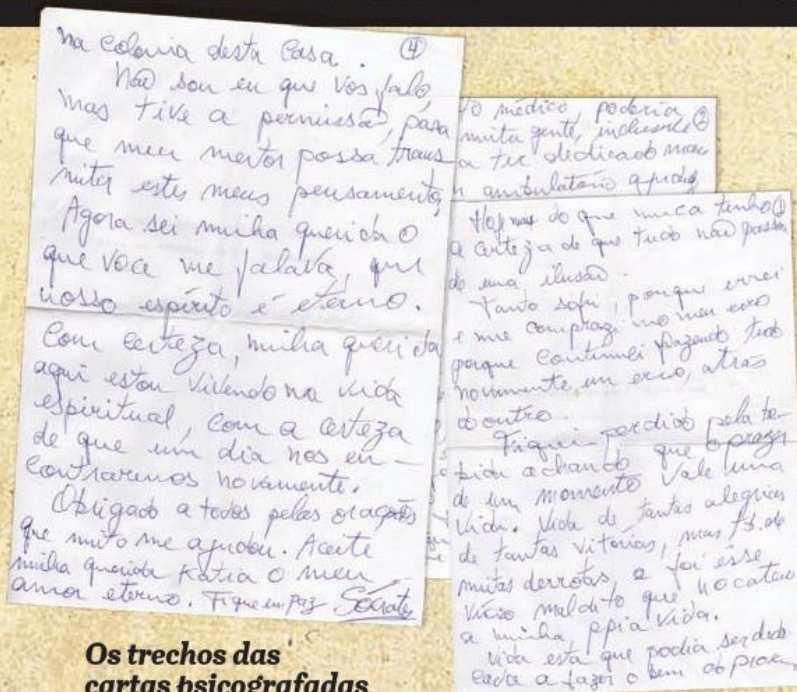 na colonia desta Casa. 4
Não sou eu que vos falo,
mas tive a permissão, para
que meu mentor possa trans
mitir estes meus pensamentos,
Agora sei minha querida o
que voce me falava, que
nosso espírito é eterno.
Com certeza, minha querida
aqui estou vivendo na vida
espiritual, com a certeza
de que um dia nos en-
contraremos novamente.
Obrigado a todos pelas orações
que muito me ajudou. Aceite
minha querida Katia o meu
amor eterno. Fique em paz Sócrates
médico, poderia
muita gente, inclusive 2
a ter dedicado mais
ambulatório
Hoje mais do que nunca tenho 1
a certeza de que tudo não passa
de uma ilusão.
Tanto sofri, porque errei
e me comprazi no meu erro
porque continuei fazendo tudo
novamente um erro, atrás
do outro.
Fiquei perdido pela be-
bida achando que o prazer
de um momento vale uma
vida. Vida de tantas alegrias
de tantas vitórias, mas tb. de
muitas derrotas, e foi esse
vício maldito que nocateou
a minha ppia vida.
Vida esta que podia ser dedi
cada a fazer o bem ao
Os trechos das
cartas psicografadas